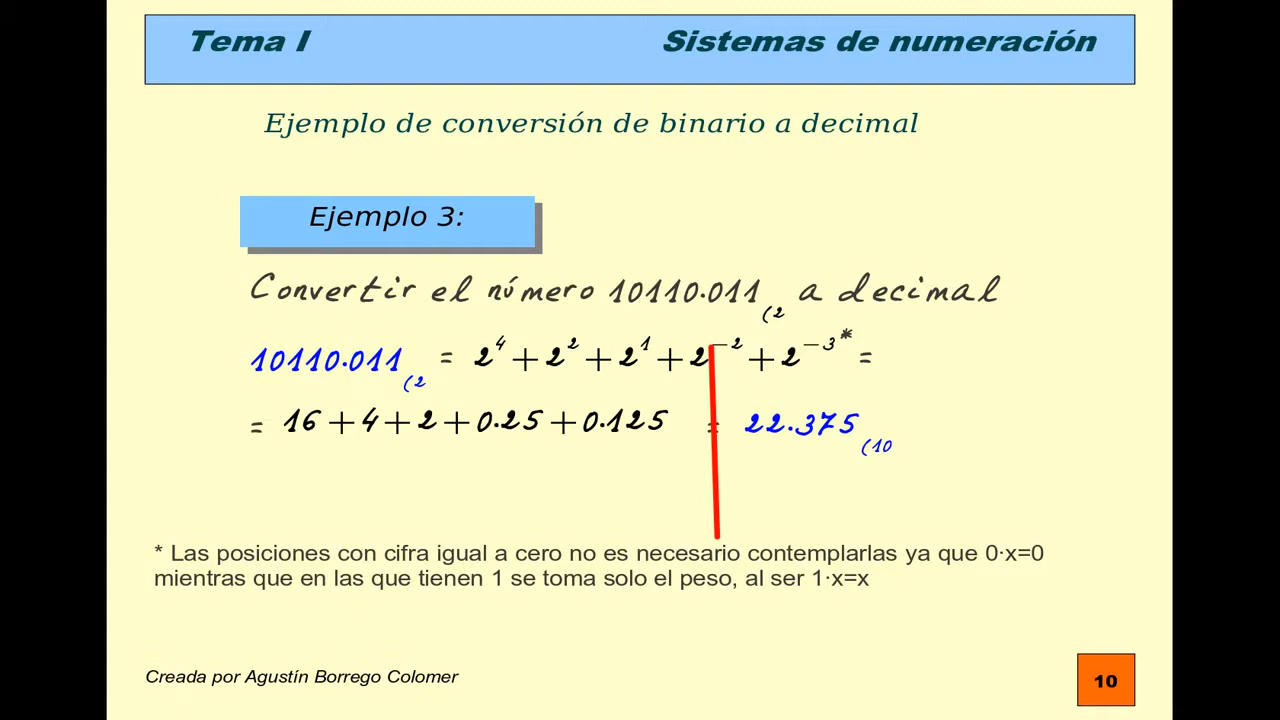 Tema I Sistemas de numeración
Ejemplo de conversión de binario a decimal
Ejemplo 3:
Convertir el número 10110.011₍₂ a decimal
10110.011₍₂ = 2⁴ + 2² + 2¹ + 2⁻² + 2⁻³* =
= 16 + 4 + 2 + 0.25 + 0.125 = 22.375₍₁₀
* Las posiciones con cifra igual a cero no es necesario contemplarlas ya que 0·x=0
mientras que en las que tienen 1 se toma solo el peso, al ser 1·x=x
Creada por Agustín Borrego Colomer
10